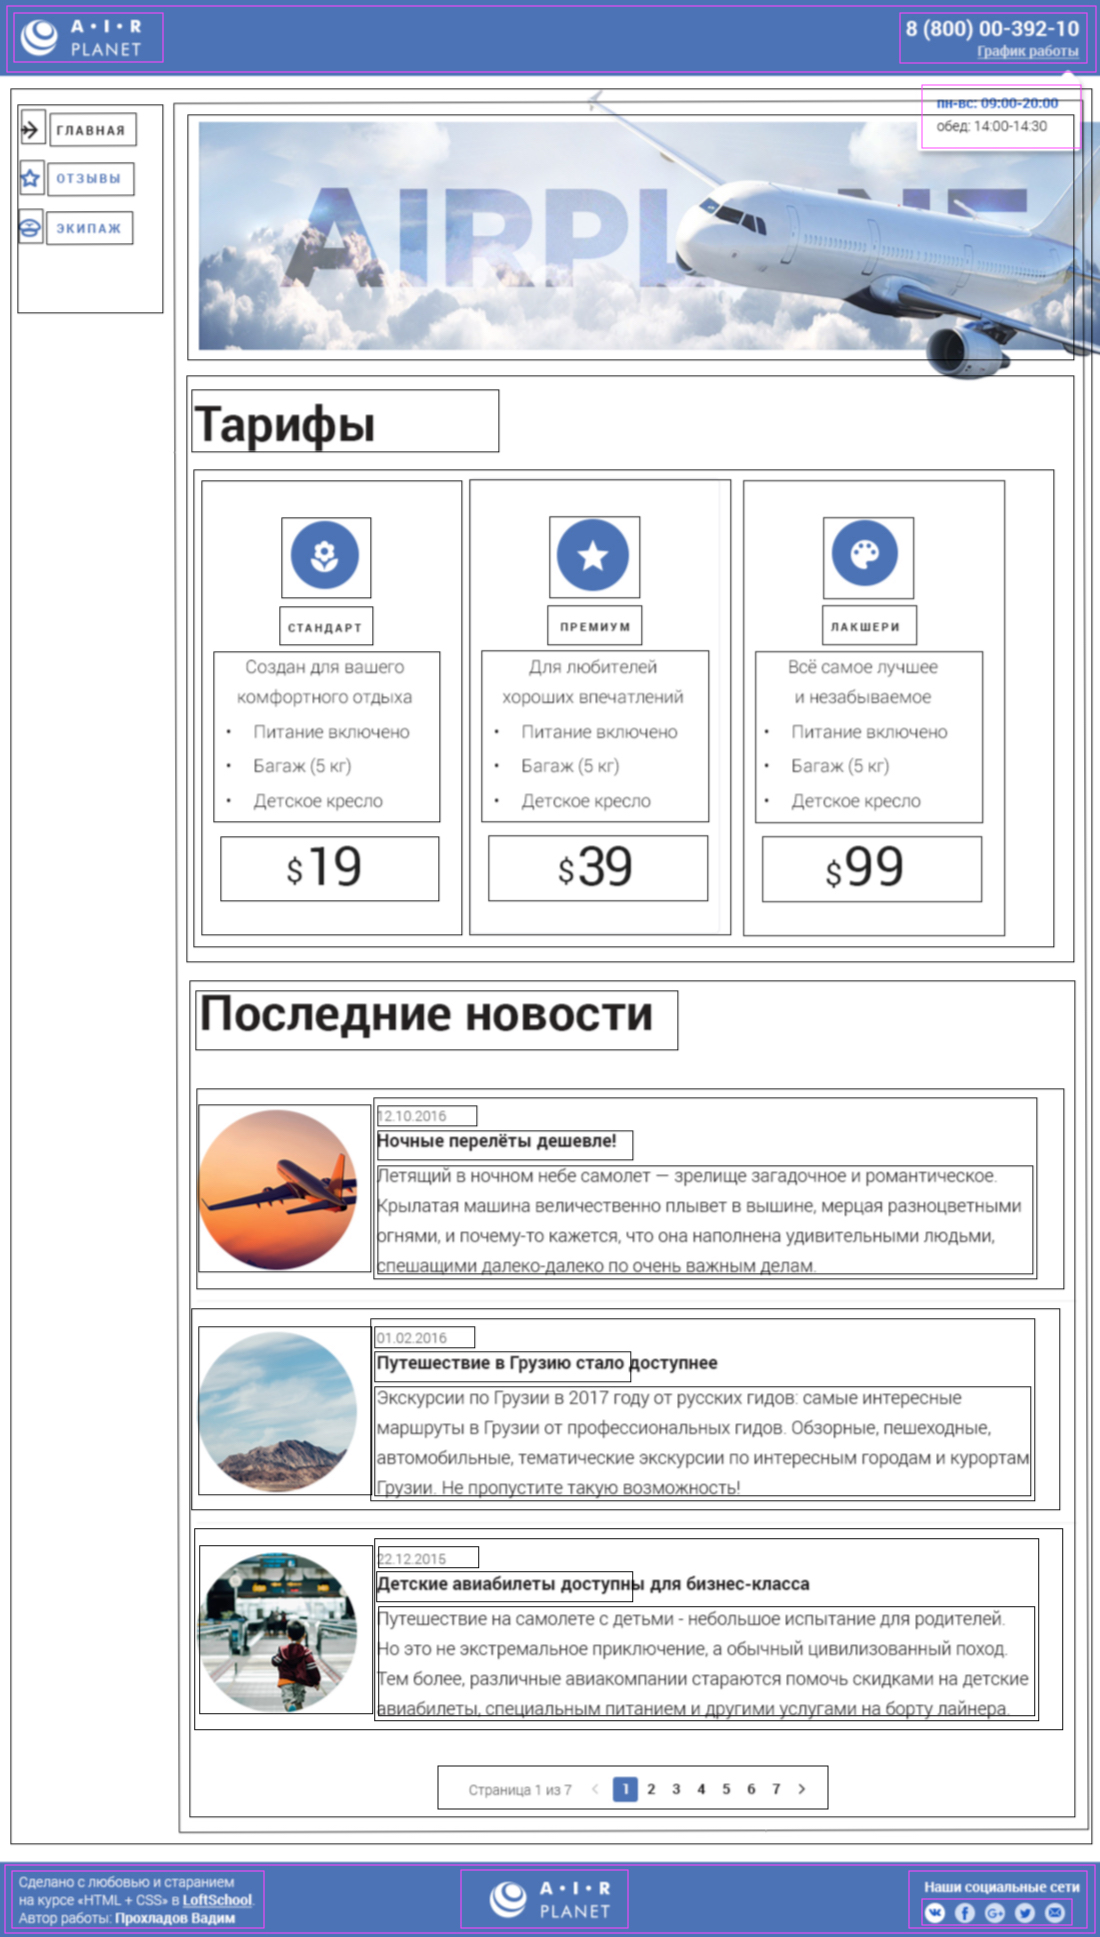 A·I·R
PLANET
8 (800) 00-392-10
График работы
пн-вс: 09:00-20:00
обед: 14:00-14:30
ГЛАВНАЯ
ОТЗЫВЫ
ЭКИПАЖ
AIRPLANE
Тарифы
СТАНДАРТ
Создан для вашего
комфортного отдыха
• Питание включено
• Багаж (5 кг)
• Детское кресло
$19
ПРЕМИУМ
Для любителей
хороших впечатлений
• Питание включено
• Багаж (5 кг)
• Детское кресло
$39
ЛАКШЕРИ
Всё самое лучшее
и незабываемое
• Питание включено
• Багаж (5 кг)
• Детское кресло
$99
Последние новости
12.10.2016
Ночные перелёты дешевле!
Летящий в ночном небе самолет — зрелище загадочное и романтическое.
Крылатая машина величественно плывет в вышине, мерцая разноцветными
огнями, и почему-то кажется, что она наполнена удивительными людьми,
спешащими далеко-далеко по очень важным делам.
01.02.2016
Путешествие в Грузию стало доступнее
Экскурсии по Грузии в 2017 году от русских гидов: самые интересные
маршруты в Грузии от профессиональных гидов. Обзорные, пешеходные,
автомобильные, тематические экскурсии по интересным городам и курортам
Грузии. Не пропустите такую возможность!
22.12.2015
Детские авиабилеты доступны для бизнес-класса
Путешествие на самолете с детьми - небольшое испытание для родителей.
Но это не экстремальное приключение, а обычный цивилизованный поход.
Тем более, различные авиакомпании стараются помочь скидками на детские
авиабилеты, специальным питанием и другими услугами на борту лайнера.
Страница 1 из 7 < 1 2 3 4 5 6 7 >
Сделано с любовью и старанием
на курсе «HTML + CSS» в LoftSchool.
Автор работы: Прохладов Вадим
A·I·R
PLANET
Наши социальные сети